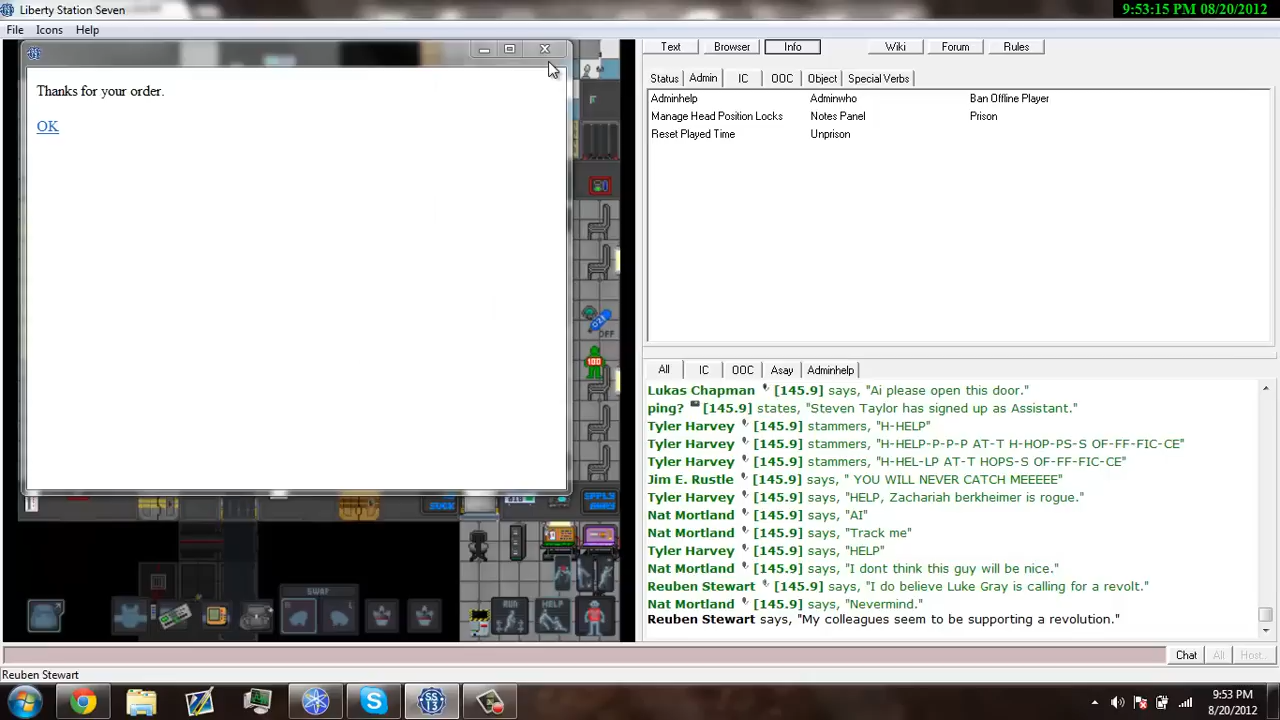 Liberty Station Seven
9:53:15 PM 08/20/2012
File Icons Help
Text Browser Info Wiki Forum Rules
Thanks for your order.
OK
Status Admin IC OOC Object Special Verbs
Adminhelp Adminwho Ban Offline Player
Manage Head Position Locks Notes Panel Prison
Reset Played Time Unprison
OFF
100
All IC OOC Asay Adminhelp
Lukas Chapman [145.9] says, "Ai please open this door."
ping? [145.9] states, "Steven Taylor has signed up as Assistant."
Tyler Harvey [145.9] stammers, "H-HELP"
Tyler Harvey [145.9] stammers, "H-HELP-P-P-P AT-T H-HOP-PS-S OF-FF-FIC-CE"
Tyler Harvey [145.9] stammers, "H-HEL-LP AT-T HOPS-S OF-FF-FIC-CE"
Jim E. Rustle [145.9] says, " YOU WILL NEVER CATCH MEEEEE"
Tyler Harvey [145.9] says, "HELP, Zachariah berkheimer is rogue."
Nat Mortland [145.9] says, "AI"
Nat Mortland [145.9] says, "Track me"
Tyler Harvey [145.9] says, "HELP"
Nat Mortland [145.9] says, "I dont think this guy will be nice."
Reuben Stewart [145.9] says, "I do believe Luke Gray is calling for a revolt."
Nat Mortland [145.9] says, "Nevermind."
Reuben Stewart says, "My colleagues seem to be supporting a revolution."
SWAP
RUN HELP
Chat All Host...
Reuben Stewart
SS
13
9:53 PM
8/20/2012